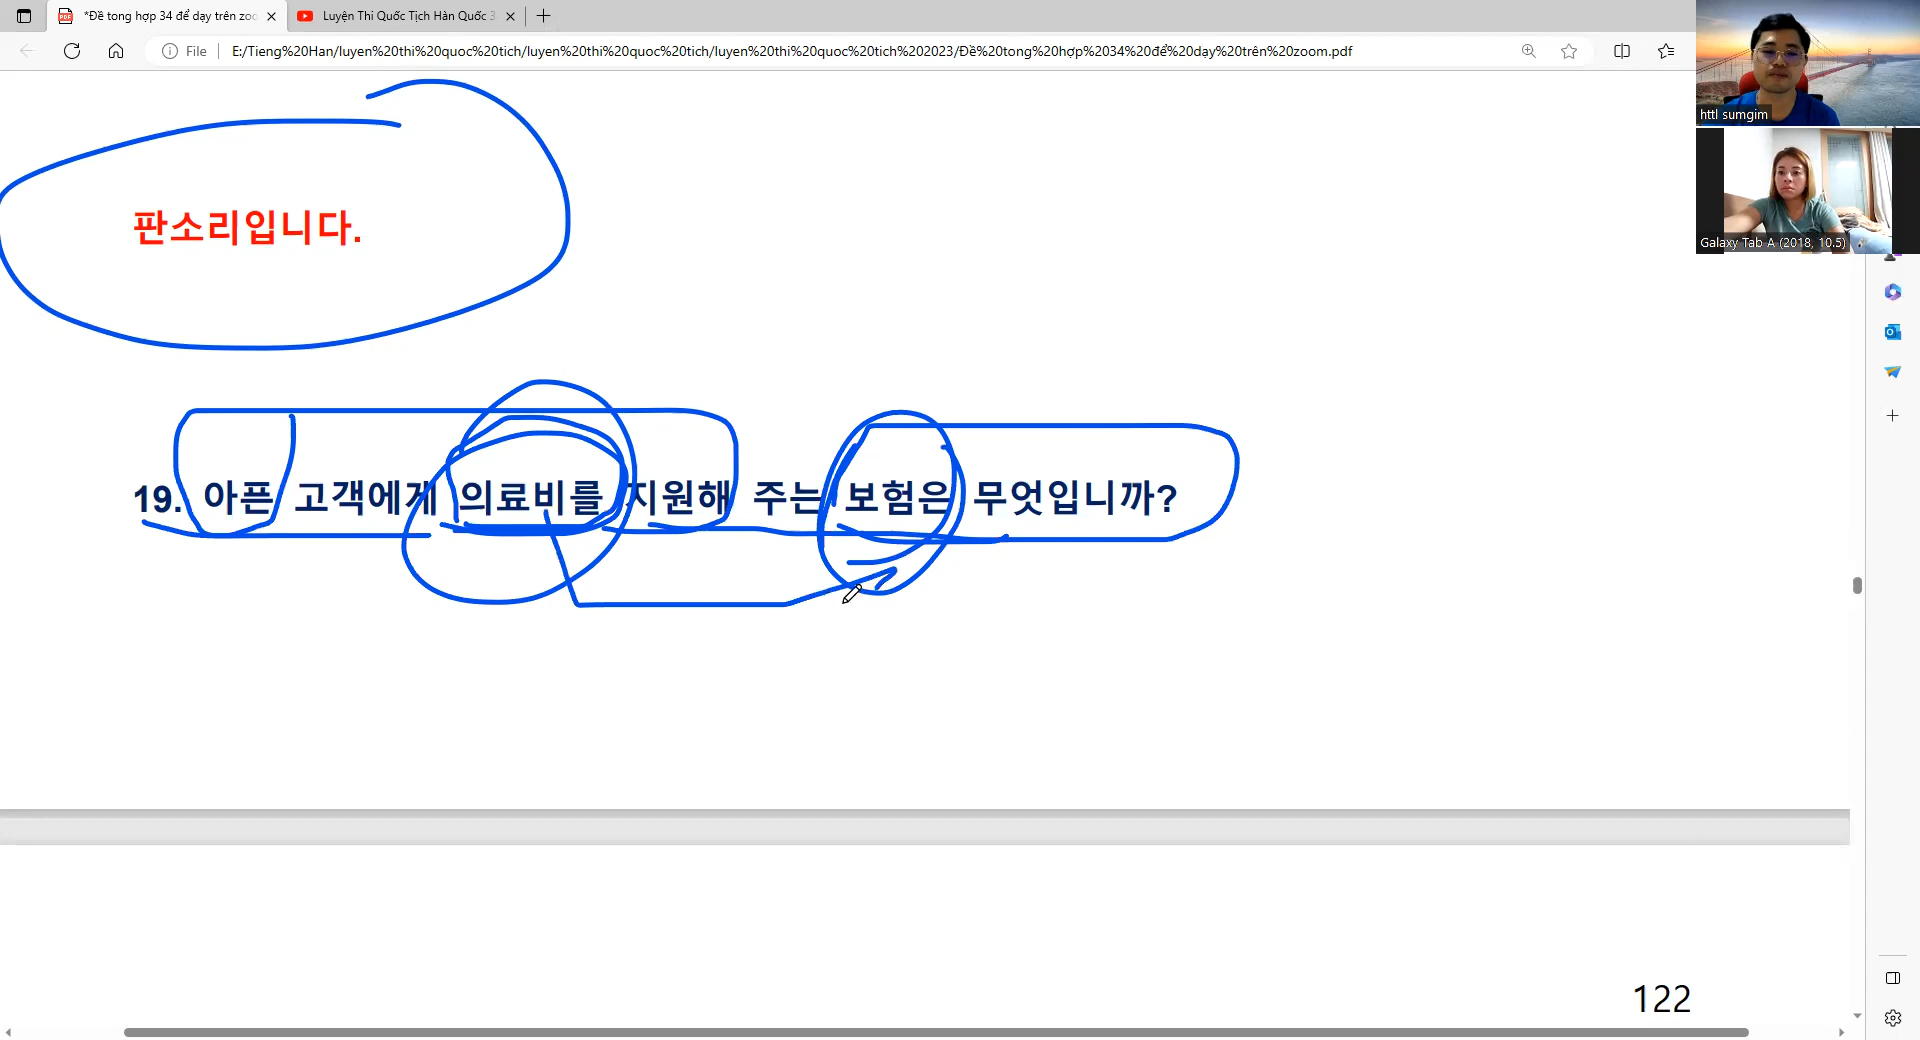 *Đề tong hợp 34 để dạy trên zoo
Luyện Thi Quốc Tịch Hàn Quốc 3
File
E:/Tieng%20Han/luyen%20thi%20quoc%20tich/luyen%20thi%20quoc%20tich/luyen%20thi%20quoc%20tich%202023/Đề%20tong%20hợp%2034%20để%20dạy%20trên%20zoom.pdf
httl sumgim
Galaxy Tab A (2018, 10.5)
판소리입니다.
19. 아픈 고객에게 의료비를 지원해 주는 보험은 무엇입니까?
122